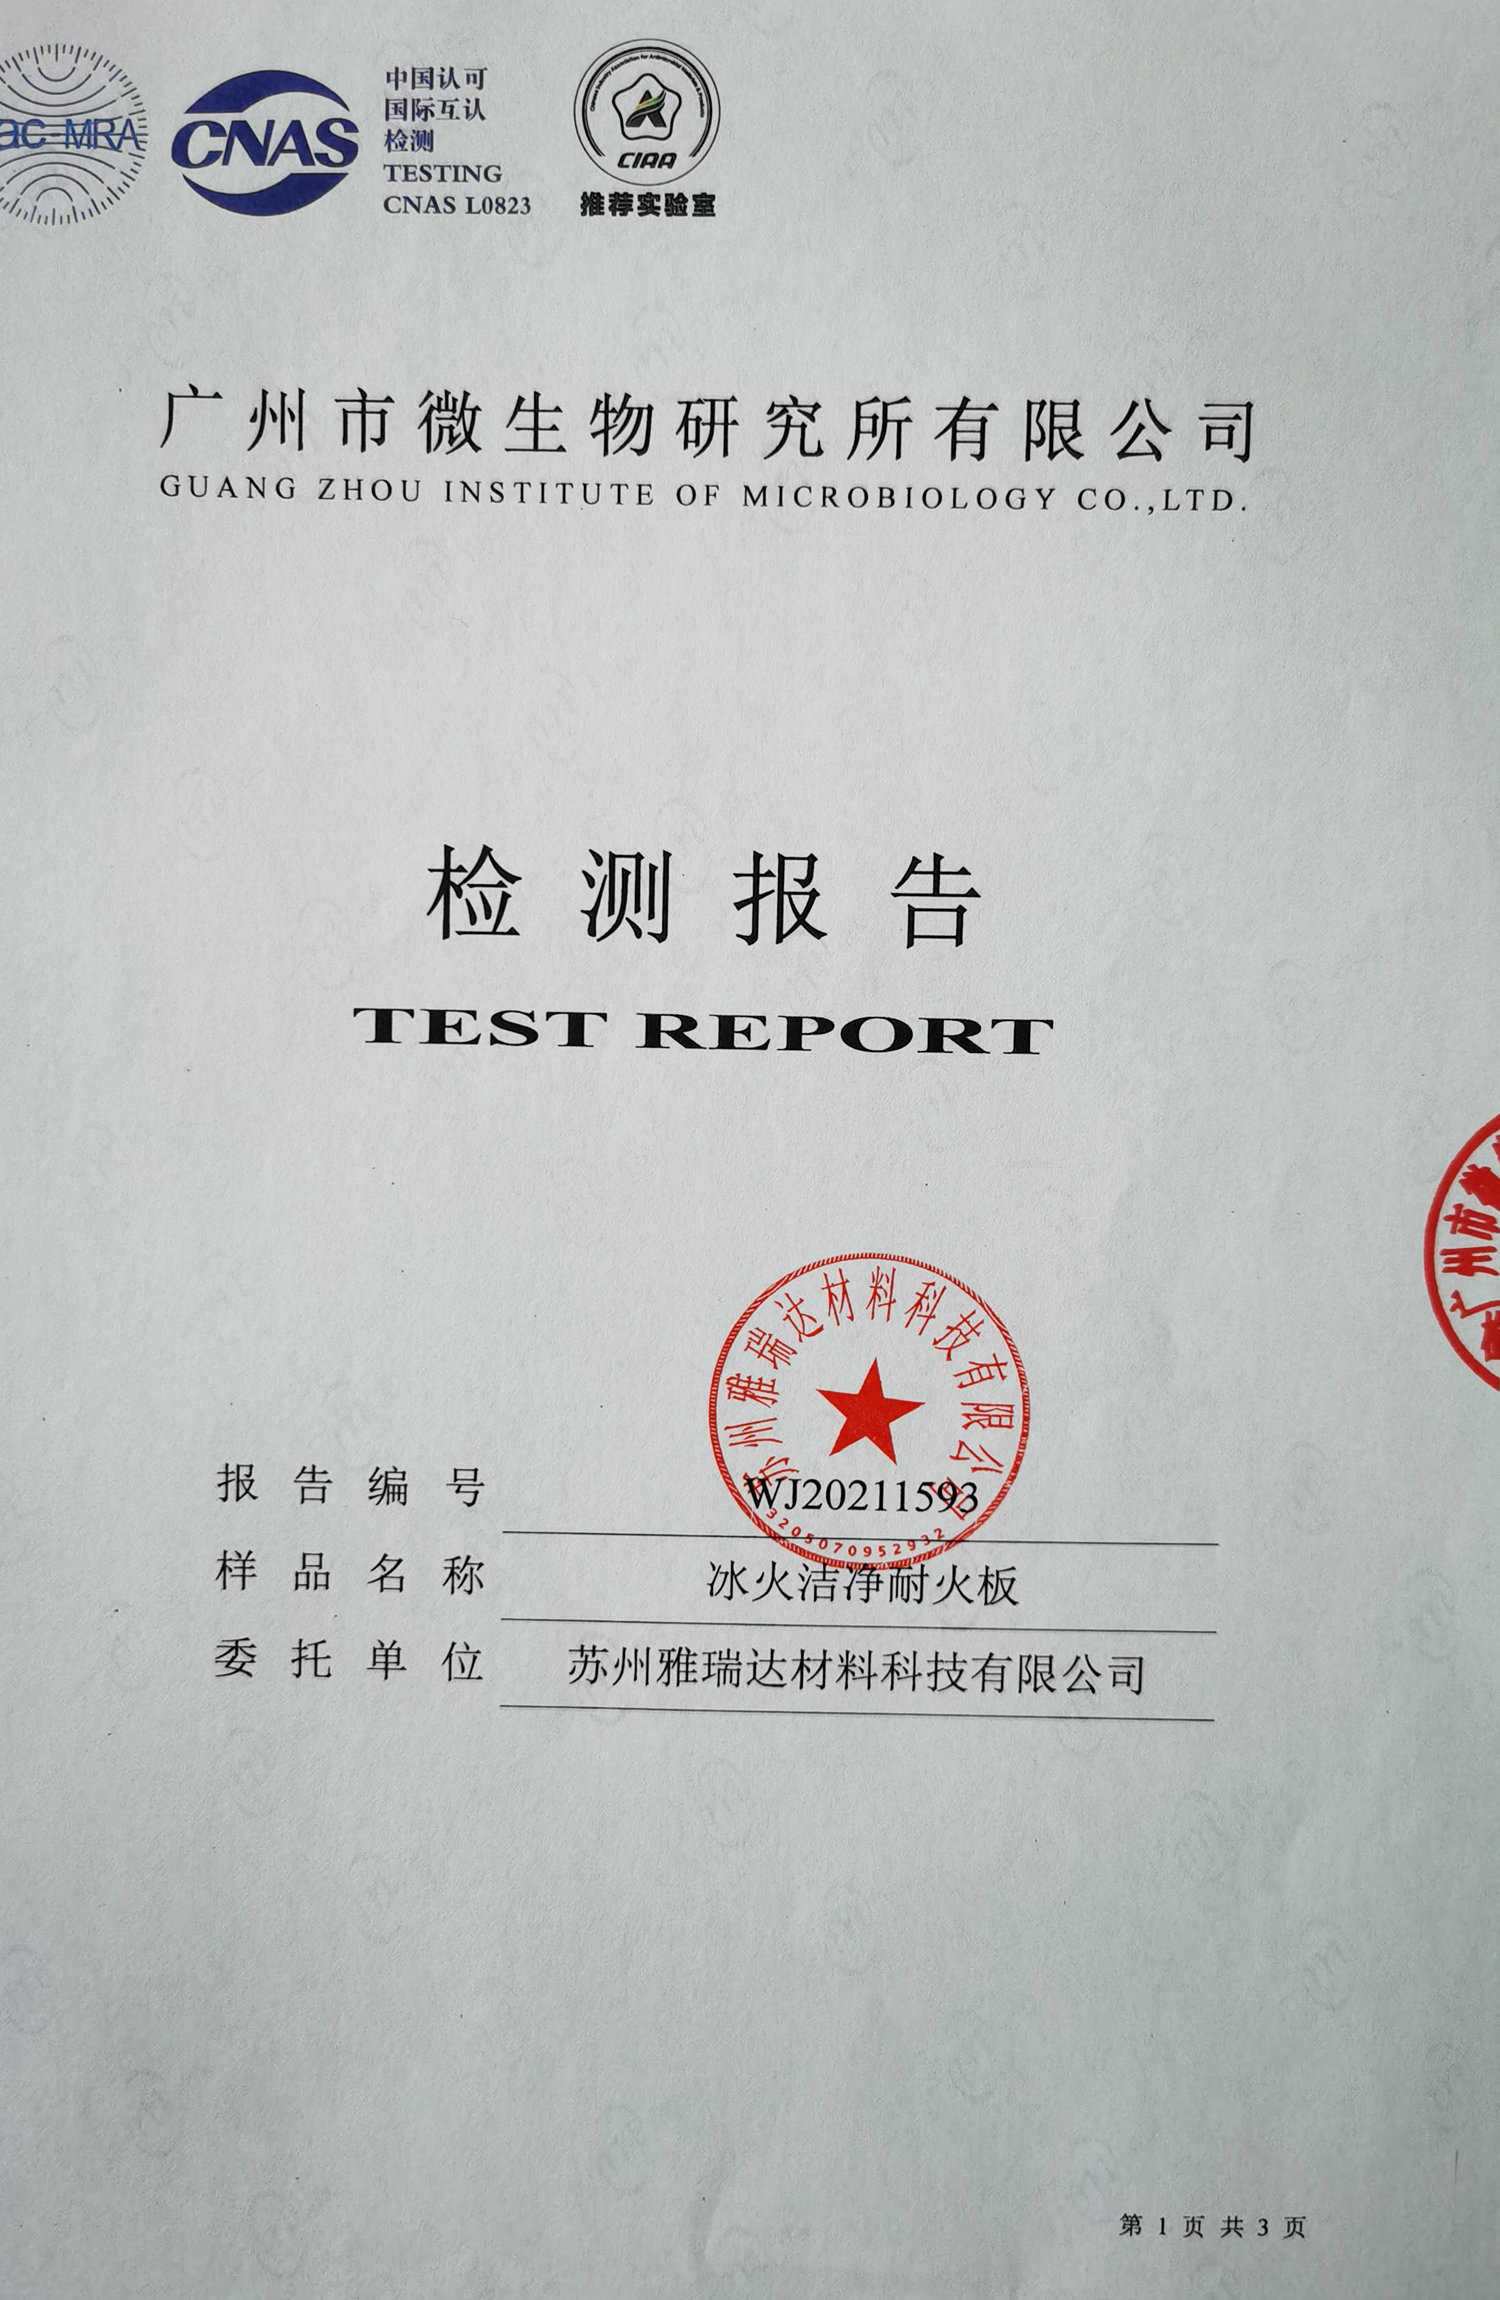 ac-MRA
CNAS
中国认可
国际互认
检测
TESTING
CNAS L0823
CIAA
推荐实验室
广州市微生物研究所有限公司
GUANG ZHOU INSTITUTE OF MICROBIOLOGY CO.,LTD.
检测报告
TEST REPORT
苏州雅瑞达材料科技有限公司
3205070952932
报告编号 WJ20211593
样品名称 冰火洁净耐火板
委托单位 苏州雅瑞达材料科技有限公司
广州市
第 1 页 共 3 页